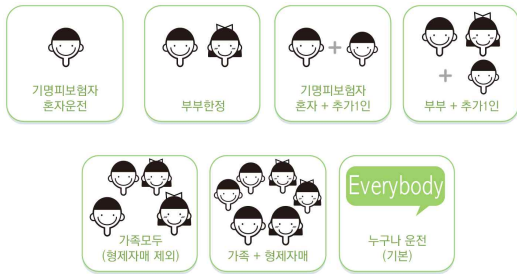 기명피보험자
혼자운전
부부한정
+
기명피보험자
혼자 + 추가1인
+
부부 + 추가1인
가족모두
(형제자매 제외)
가족 + 형제자매
Everybody
누구나 운전
(기본)